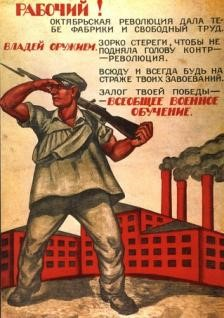 РАБОЧИЙ!
ОКТЯБРЬСКАЯ РЕВОЛЮЦИЯ ДАЛА ТЕ-
БЕ ФАБРИКИ И СВОБОДНЫЙ ТРУД.
ВЛАДЕЙ ОРУЖИЕМ. ЗОРКО СТЕРЕГИ, ЧТОБЫ НЕ
ПОДНЯЛА ГОЛОВУ КОНТР-
-РЕВОЛЮЦИЯ.
ВСЮДУ И ВСЕГДА БУДЬ НА
СТРАЖЕ ТВОИХ ЗАВОЕВАНИЙ.
ЗАЛОГ ТВОЕЙ ПОБЕДЫ-
-ВСЕОБЩЕЕ ВОЕННОЕ
ОБУЧЕНИЕ.